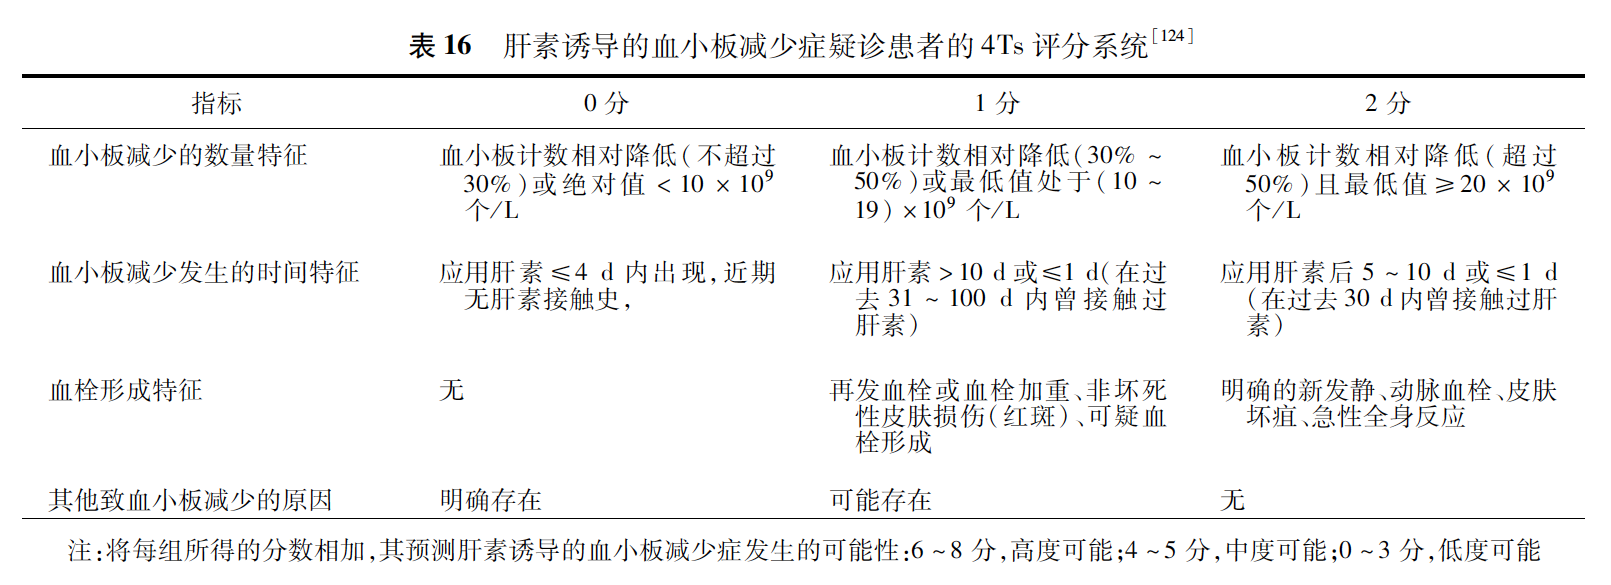 表 16 肝素诱导的血小板减少症疑诊患者的 4Ts 评分系统[124]
指标 0 分 1 分 2 分
血小板减少的数量特征 血小板计数相对降低(不超过 血小板计数相对降低(30% ~ 血小板计数相对降低(超过
30%)或绝对值 < 10 × 10⁹ 50%)或最低值处于(10 ~ 50%)且最低值 ≥ 20 × 10⁹
个/L 19) × 10⁹ 个/L 个/L
血小板减少发生的时间特征 应用肝素 ≤4 d 内出现,近期 应用肝素 > 10 d 或≤1 d(在过 应用肝素后 5 ~ 10 d 或≤1 d
无肝素接触史, 去 31 ~ 100 d 内曾接触过 (在过去 30 d 内曾接触过肝
肝素) 素)
血栓形成特征 无 再发血栓或血栓加重、非坏死 明确的新发静、动脉血栓、皮肤
性皮肤损伤(红斑)、可疑血 坏疽、急性全身反应
栓形成
其他致血小板减少的原因 明确存在 可能存在 无
注:将每组所得的分数相加,其预测肝素诱导的血小板减少症发生的可能性:6 ~ 8 分,高度可能;4 ~ 5 分,中度可能;0 ~ 3 分,低度可能